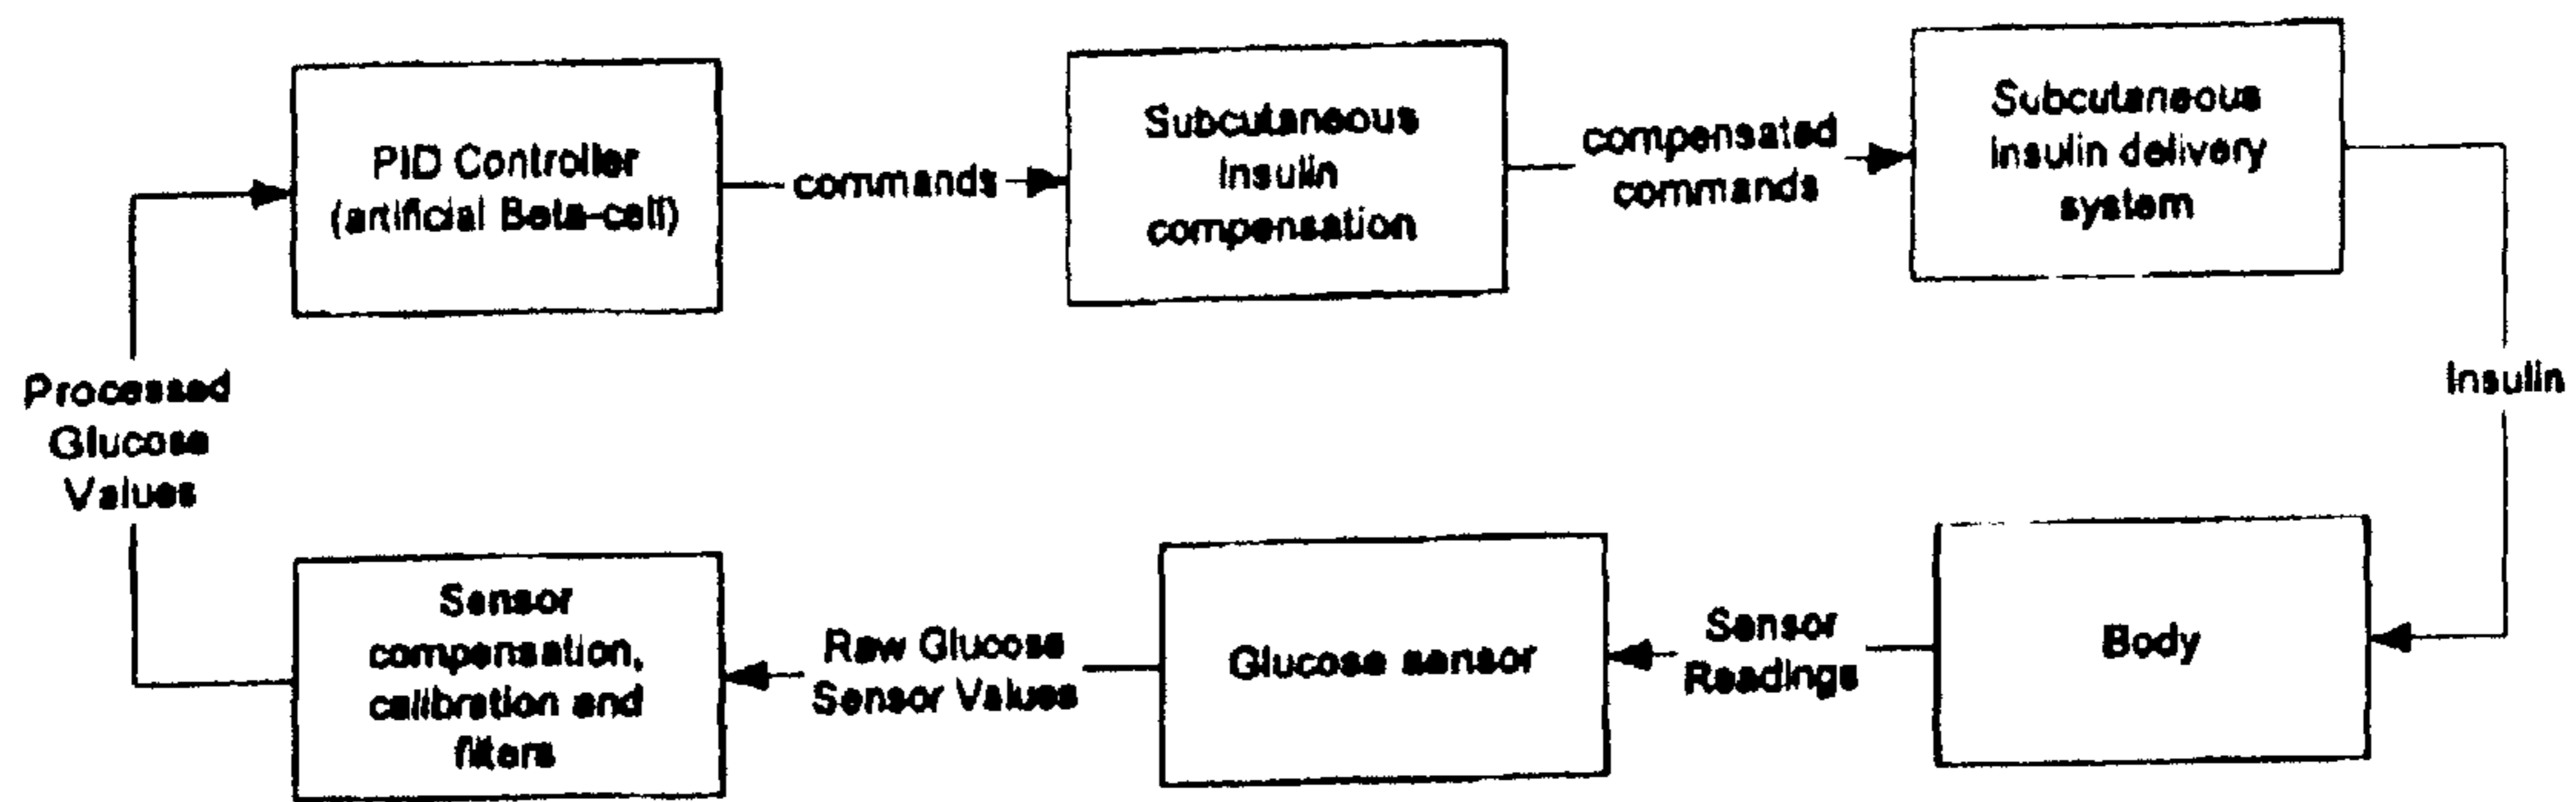 PID Controller
(artificial Beta-cell)
commands
Subcutaneous
Insulin
compensation
compensated
commands
Subcutaneous
insulin delivery
system
Insulin
Body
Sensor
Readings
Glucose sensor
Raw Glucose
Sensor Values
Sensor
compensation,
calibration and
filters
Processed
Glucose
Values